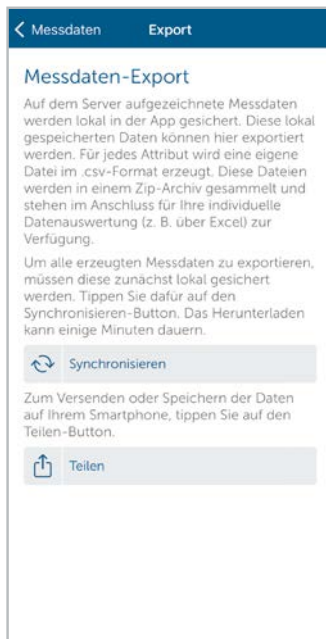 Messdaten Export
Messdaten-Export
Auf dem Server aufgezeichnete Messdaten
werden lokal in der App gesichert. Diese lokal
gespeicherten Daten können hier exportiert
werden. Für jedes Attribut wird eine eigene
Datei im .csv-Format erzeugt. Diese Dateien
werden in einem Zip-Archiv gesammelt und
stehen im Anschluss für Ihre individuelle
Datenauswertung (z. B. über Excel) zur
Verfügung.
Um alle erzeugten Messdaten zu exportieren,
müssen diese zunächst lokal gesichert
werden. Tippen Sie dafür auf den
Synchronisieren-Button. Das Herunterladen
kann einige Minuten dauern.
Synchronisieren
Zum Versenden oder Speichern der Daten
auf Ihrem Smartphone, tippen Sie auf den
Teilen-Button.
Teilen